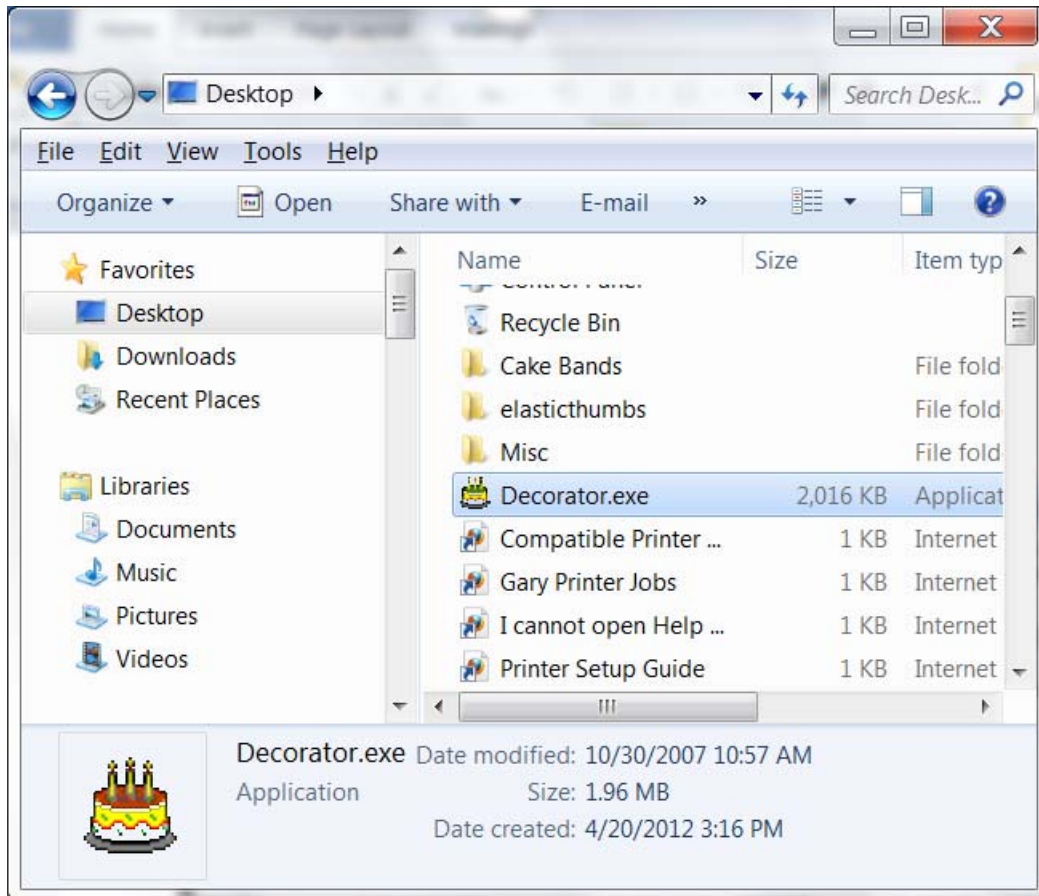 Desktop
Search Desk...
File Edit View Tools Help
Organize Open Share with E-mail »
Favorites
Desktop
Downloads
Recent Places
Libraries
Documents
Music
Pictures
Videos
Name Size Item typ
Control Panel
Recycle Bin
Cake Bands File fold
elasticthumbs File fold
Misc File fold
Decorator.exe 2,016 KB Applicat
Compatible Printer ... 1 KB Internet
Gary Printer Jobs 1 KB Internet
I cannot open Help ... 1 KB Internet
Printer Setup Guide 1 KB Internet
Decorator.exe Date modified: 10/30/2007 10:57 AM
Application Size: 1.96 MB
Date created: 4/20/2012 3:16 PM